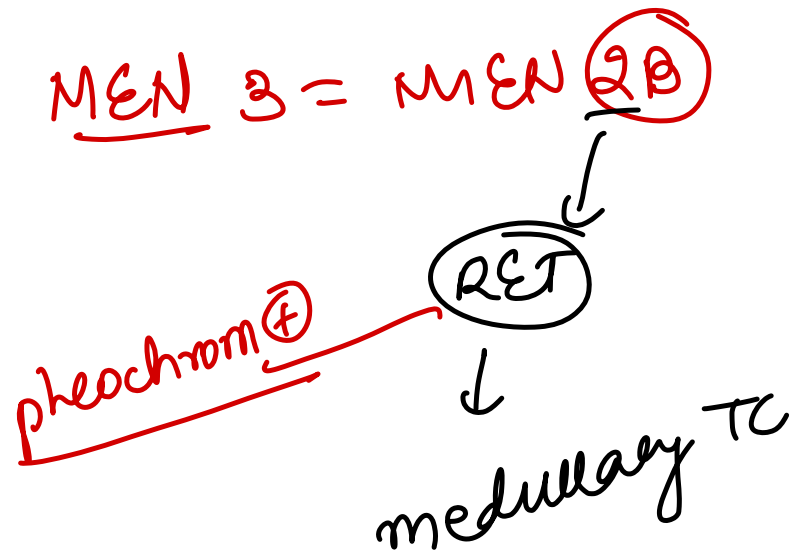 MEN 3 = MEN 2B
RET
pheochrom +
medullary TC